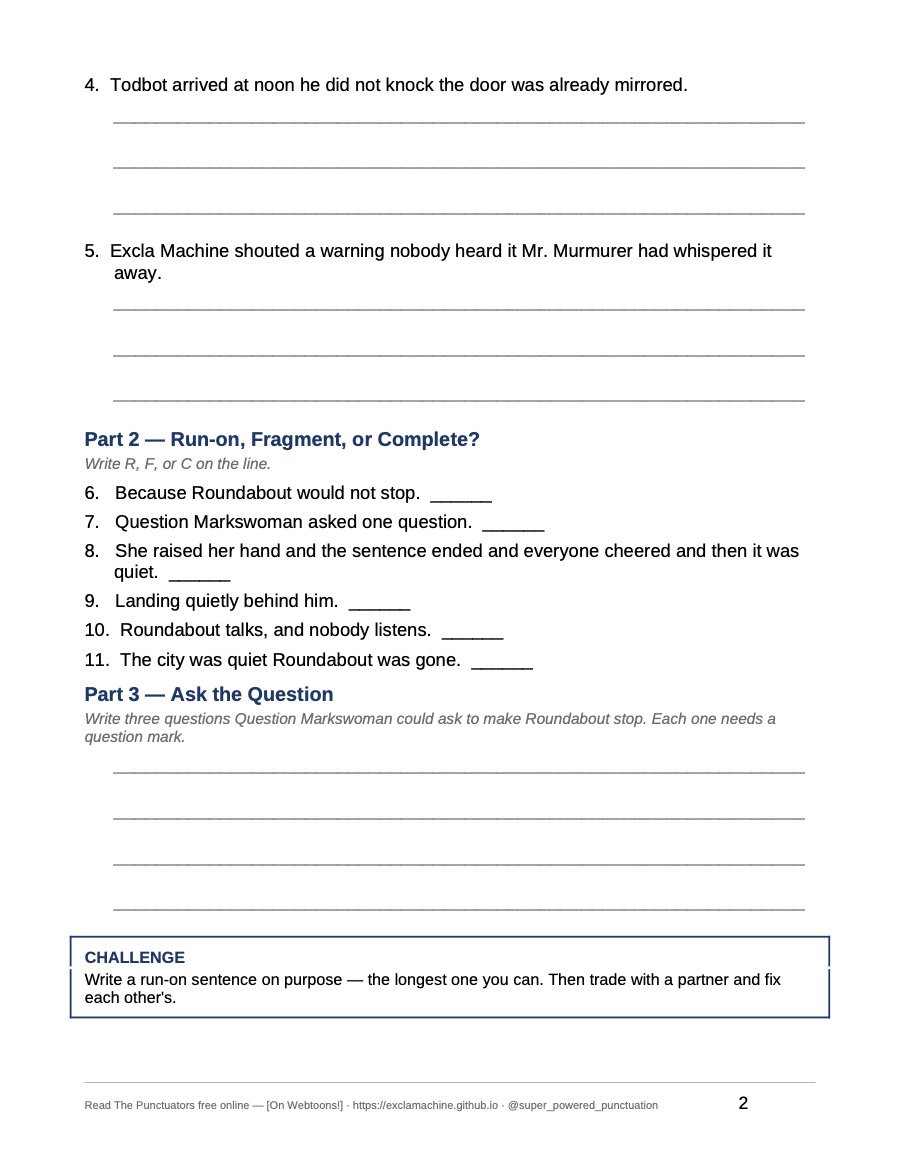 4. Todbot arrived at noon he did not knock the door was already mirrored.
5. Excla Machine shouted a warning nobody heard it Mr. Murmurer had whispered it
away.
Part 2 — Run-on, Fragment, or Complete?
Write R, F, or C on the line.
6. Because Roundabout would not stop. ______
7. Question Markswoman asked one question. ______
8. She raised her hand and the sentence ended and everyone cheered and then it was
quiet. ______
9. Landing quietly behind him. ______
10. Roundabout talks, and nobody listens. ______
11. The city was quiet Roundabout was gone. ______
Part 3 — Ask the Question
Write three questions Question Markswoman could ask to make Roundabout stop. Each one needs a
question mark.
CHALLENGE
Write a run-on sentence on purpose — the longest one you can. Then trade with a partner and fix
each other's.
Read The Punctuators free online — [On Webtoons!] · https://exclamachine.github.io · @super_powered_punctuation 2